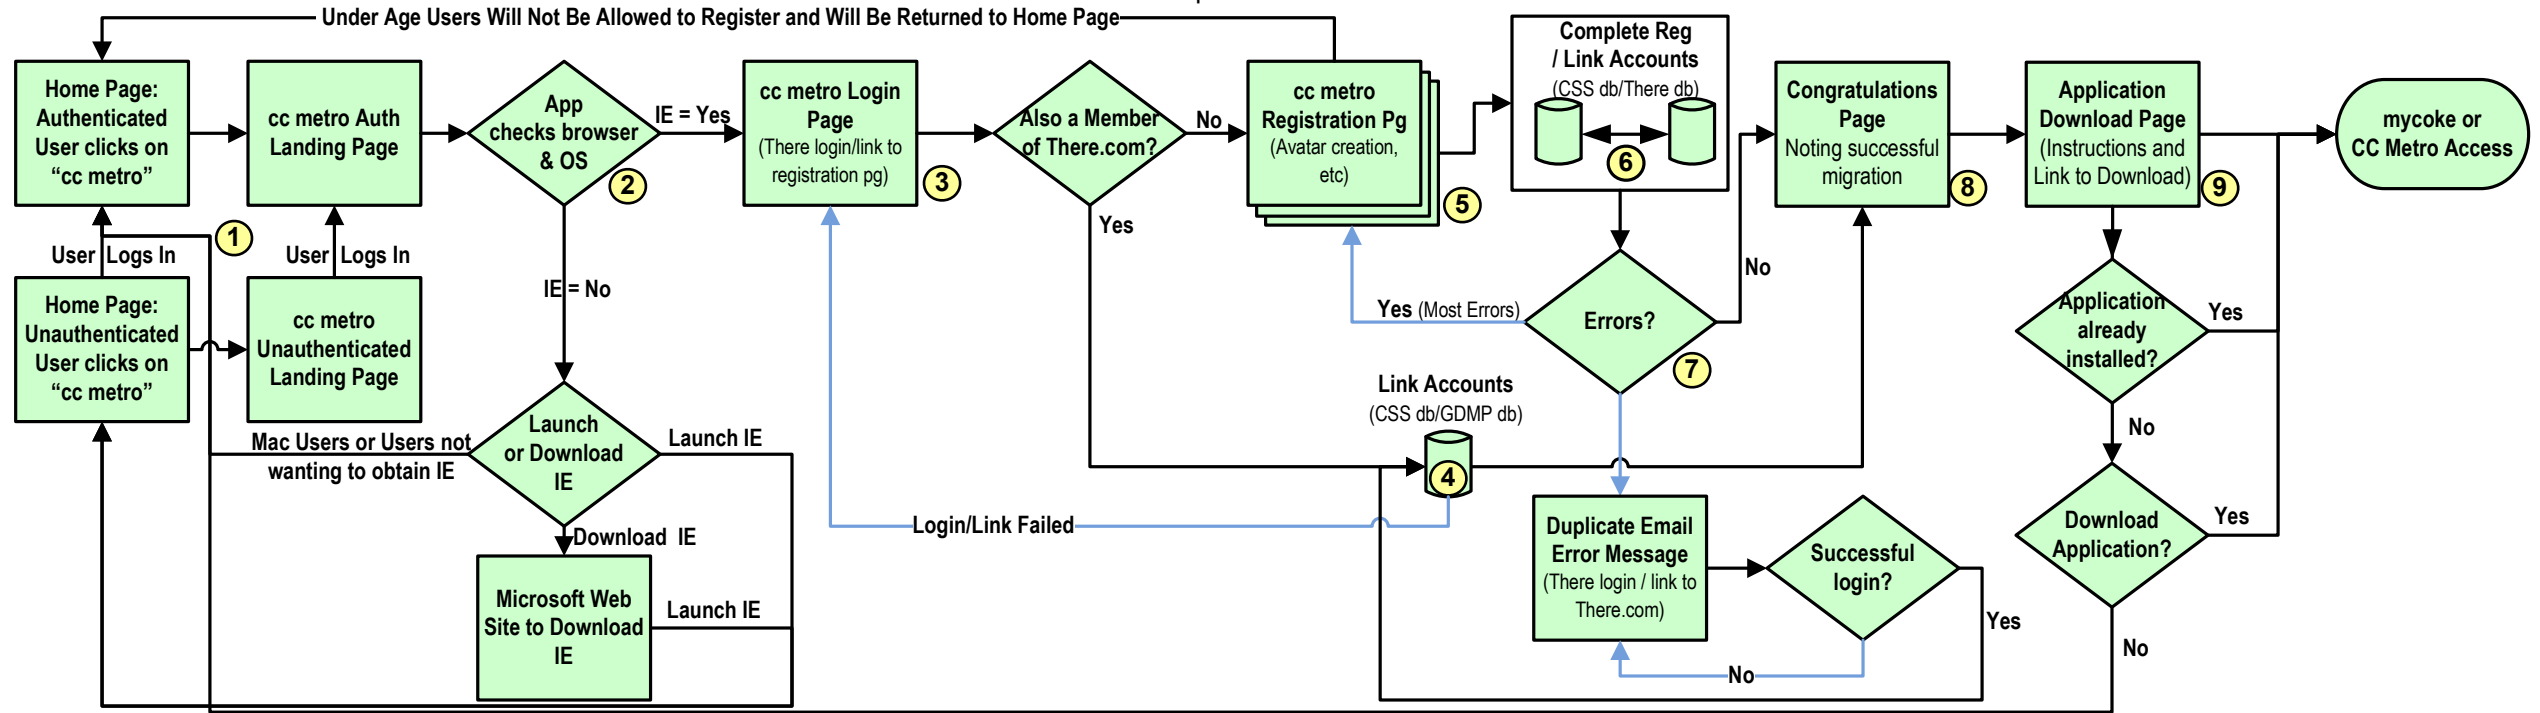 Under Age Users Will Not Be Allowed to Register and Will Be Returned to Home Page
Home Page:
Authenticated
User clicks on
“cc metro”
cc metro Auth
Landing Page
App
checks browser
& OS
2
IE = Yes
cc metro Login
Page
(There login/link to
registration pg)
3
Also a Member
of There.com?
No
Yes
cc metro
Registration Pg
(Avatar creation,
etc)
5
Complete Reg
/ Link Accounts
(CSS db/There db)
6
Congratulations
Page
Noting successful
migration
8
Application
Download Page
(Instructions and
Link to Download)
9
mycoke or
CC Metro Access
1
User Logs In
User Logs In
Home Page:
Unauthenticated
User clicks on
“cc metro”
cc metro
Unauthenticated
Landing Page
IE = No
Yes (Most Errors)
Errors?
No
7
Application
already
installed?
Yes
No
Link Accounts
(CSS db/GDMP db)
4
Mac Users or Users not
wanting to obtain IE
Launch
or Download
IE
Launch IE
Download IE
Login/Link Failed
Microsoft Web
Site to Download
IE
Launch IE
Duplicate Email
Error Message
(There login / link to
There.com)
Successful
login?
Yes
No
Download
Application?
Yes
No